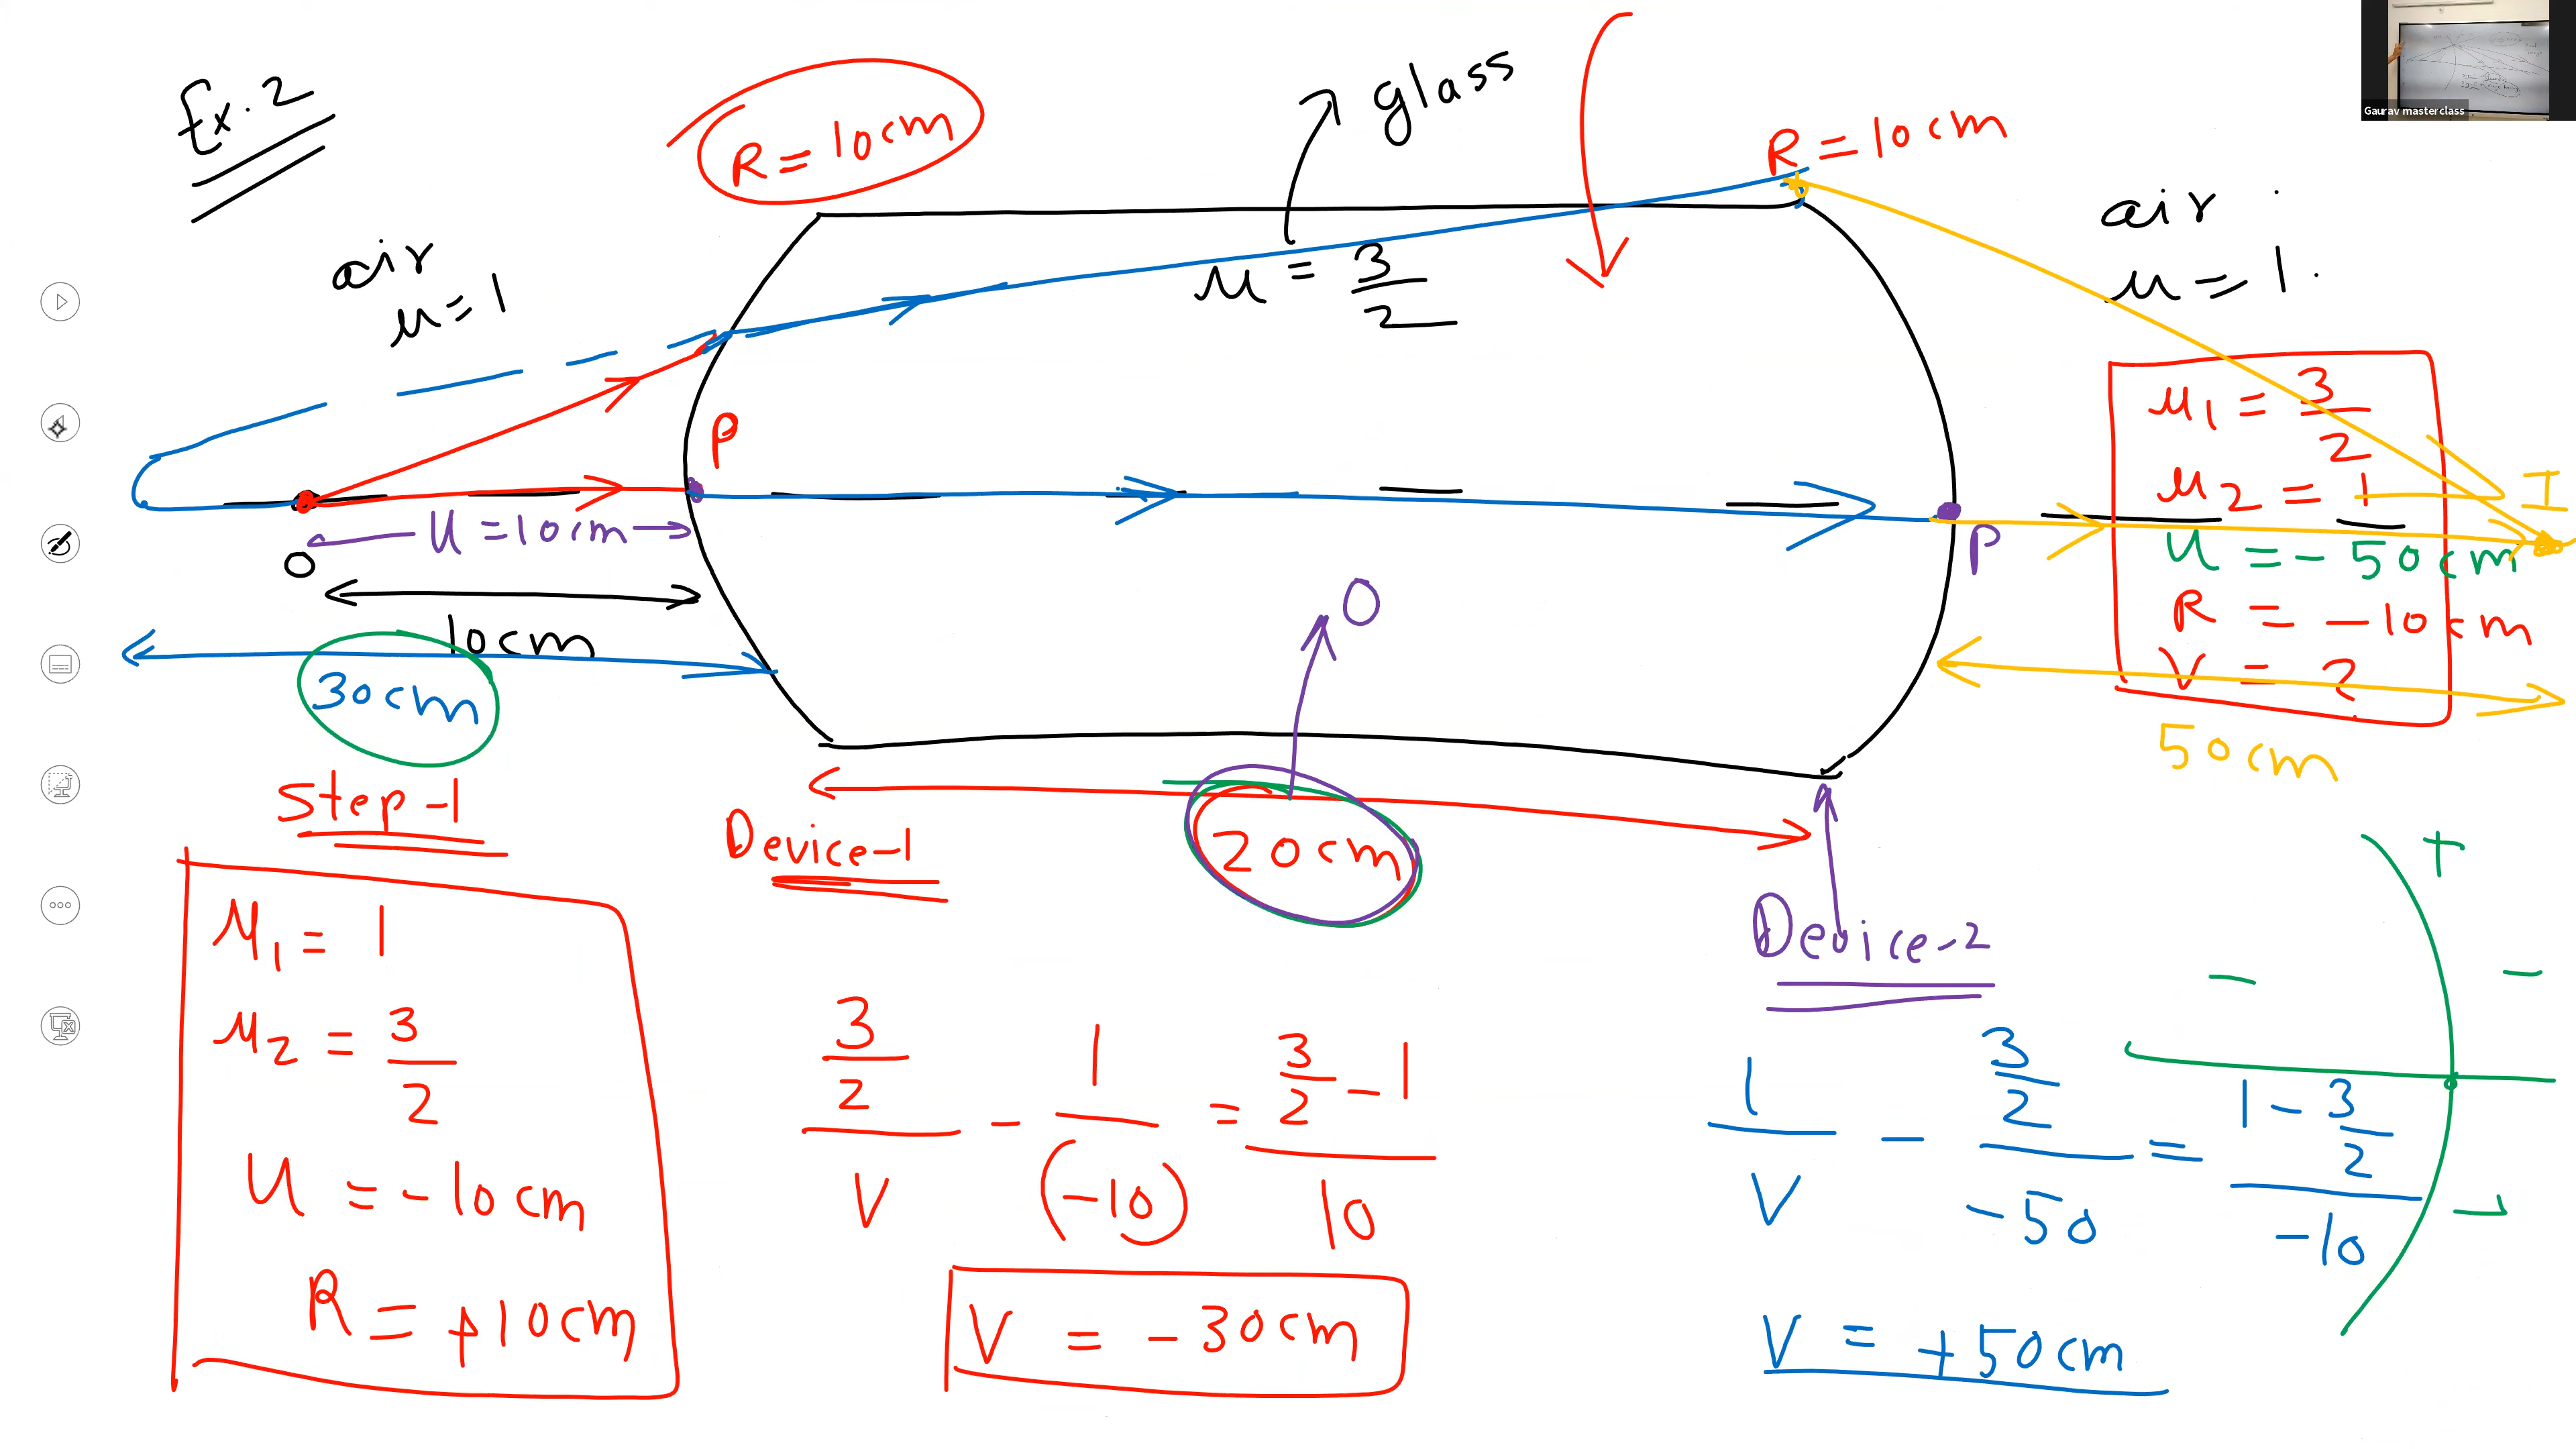 Ex. 2
R = 10cm
glass
R = 10cm
Gaurav masterclass
air
μ = 1
μ = 3/2
air
μ = 1.
P
U = 10cm
O
10cm
30cm
O
P
I
μ1 = 3/2
μ2 = 1
U = - 50cm
R = - 10cm
V = ?
50cm
Step-1
Device-1
20cm
Device-2
μ1 = 1
μ2 = 3/2
U = - 10cm
R = +10cm
(3/2)/V - 1/(-10) = (3/2 - 1)/10
V = - 30cm
1/V - (3/2)/-50 = (1 - 3/2)/-10
V = +50cm
+
-
-